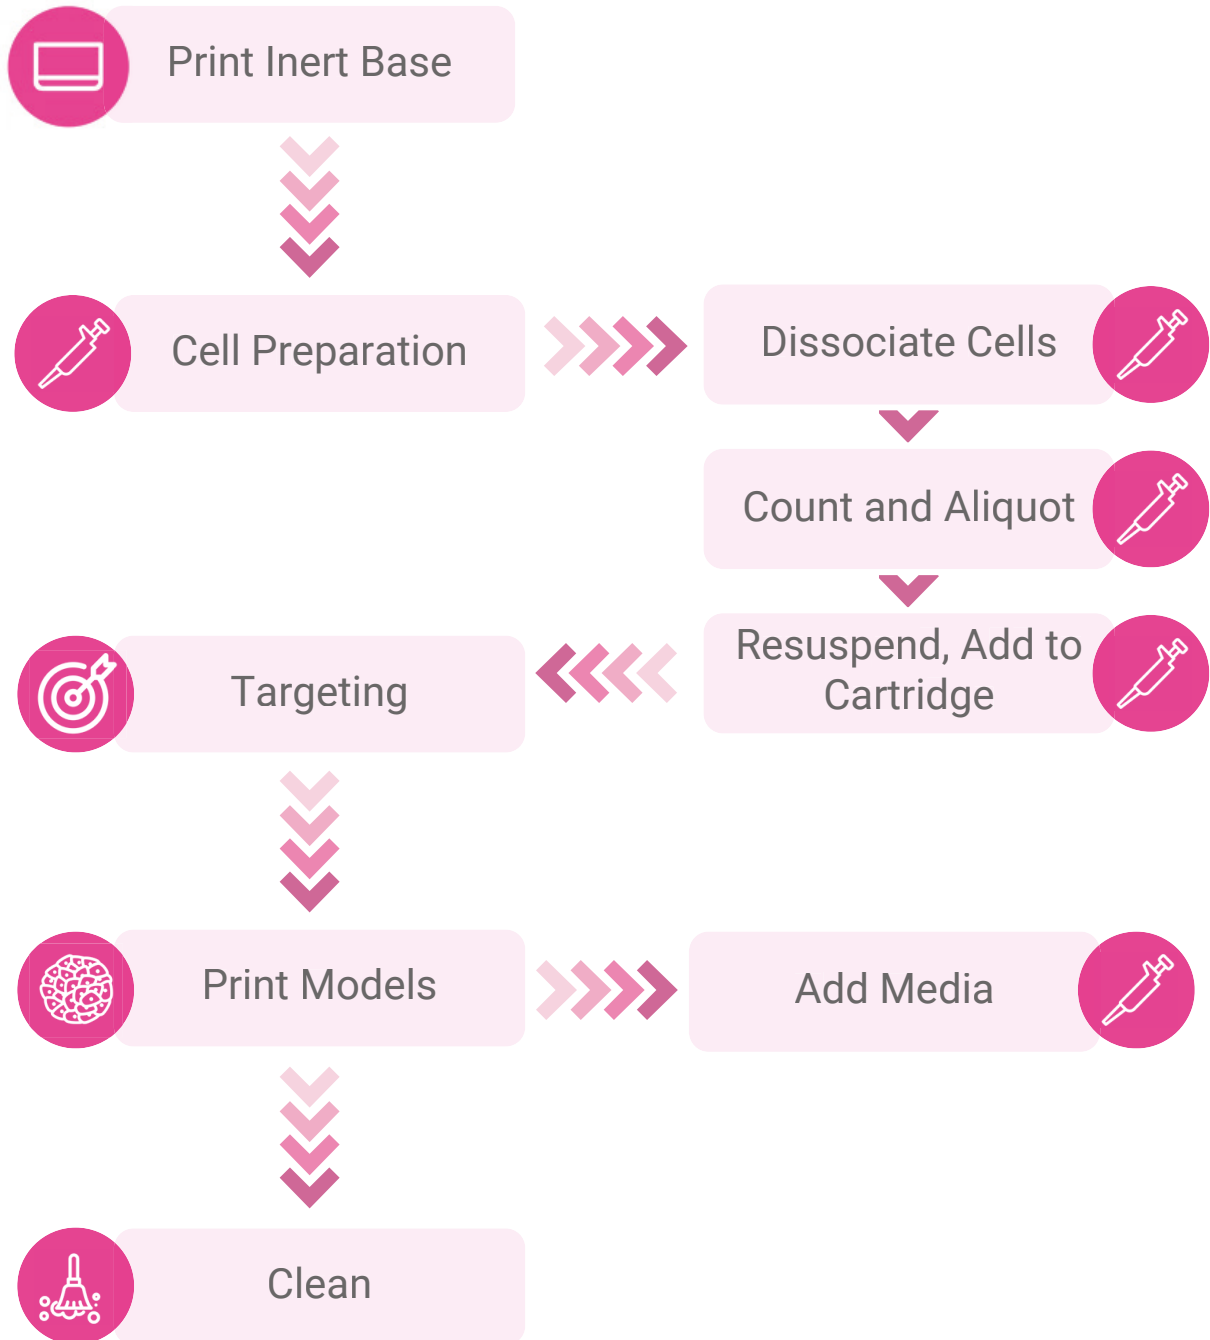 Print Inert Base
Cell Preparation
Dissociate Cells
Count and Aliquot
Resuspend, Add to
Cartridge
Targeting
Print Models
Add Media
Clean